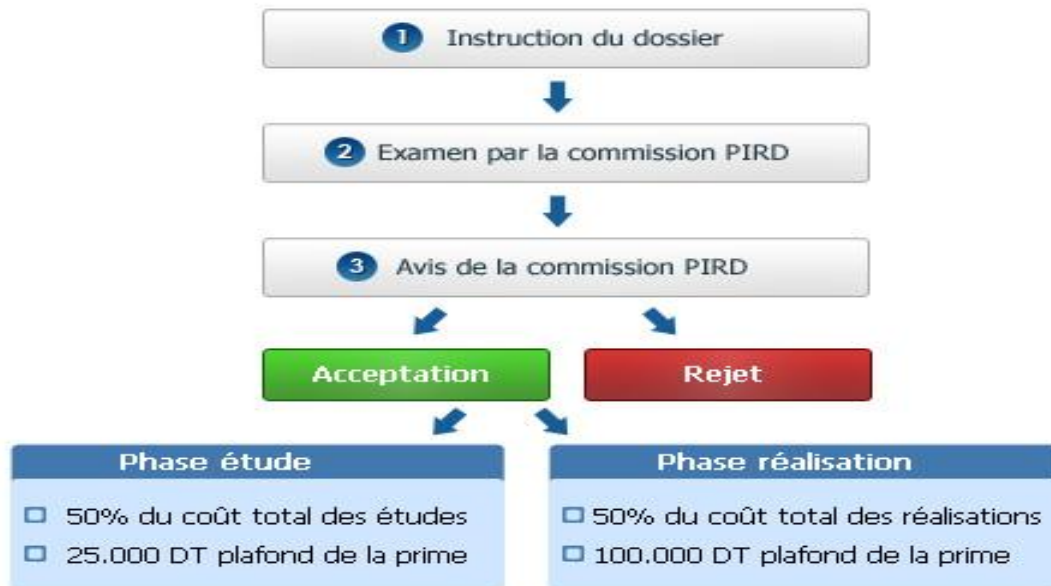 1 Instruction du dossier
2 Examen par la commission PIRD
3 Avis de la commission PIRD
Acceptation
Rejet
Phase étude
50% du coût total des études
25.000 DT plafond de la prime
Phase réalisation
50% du coût total des réalisations
100.000 DT plafond de la prime